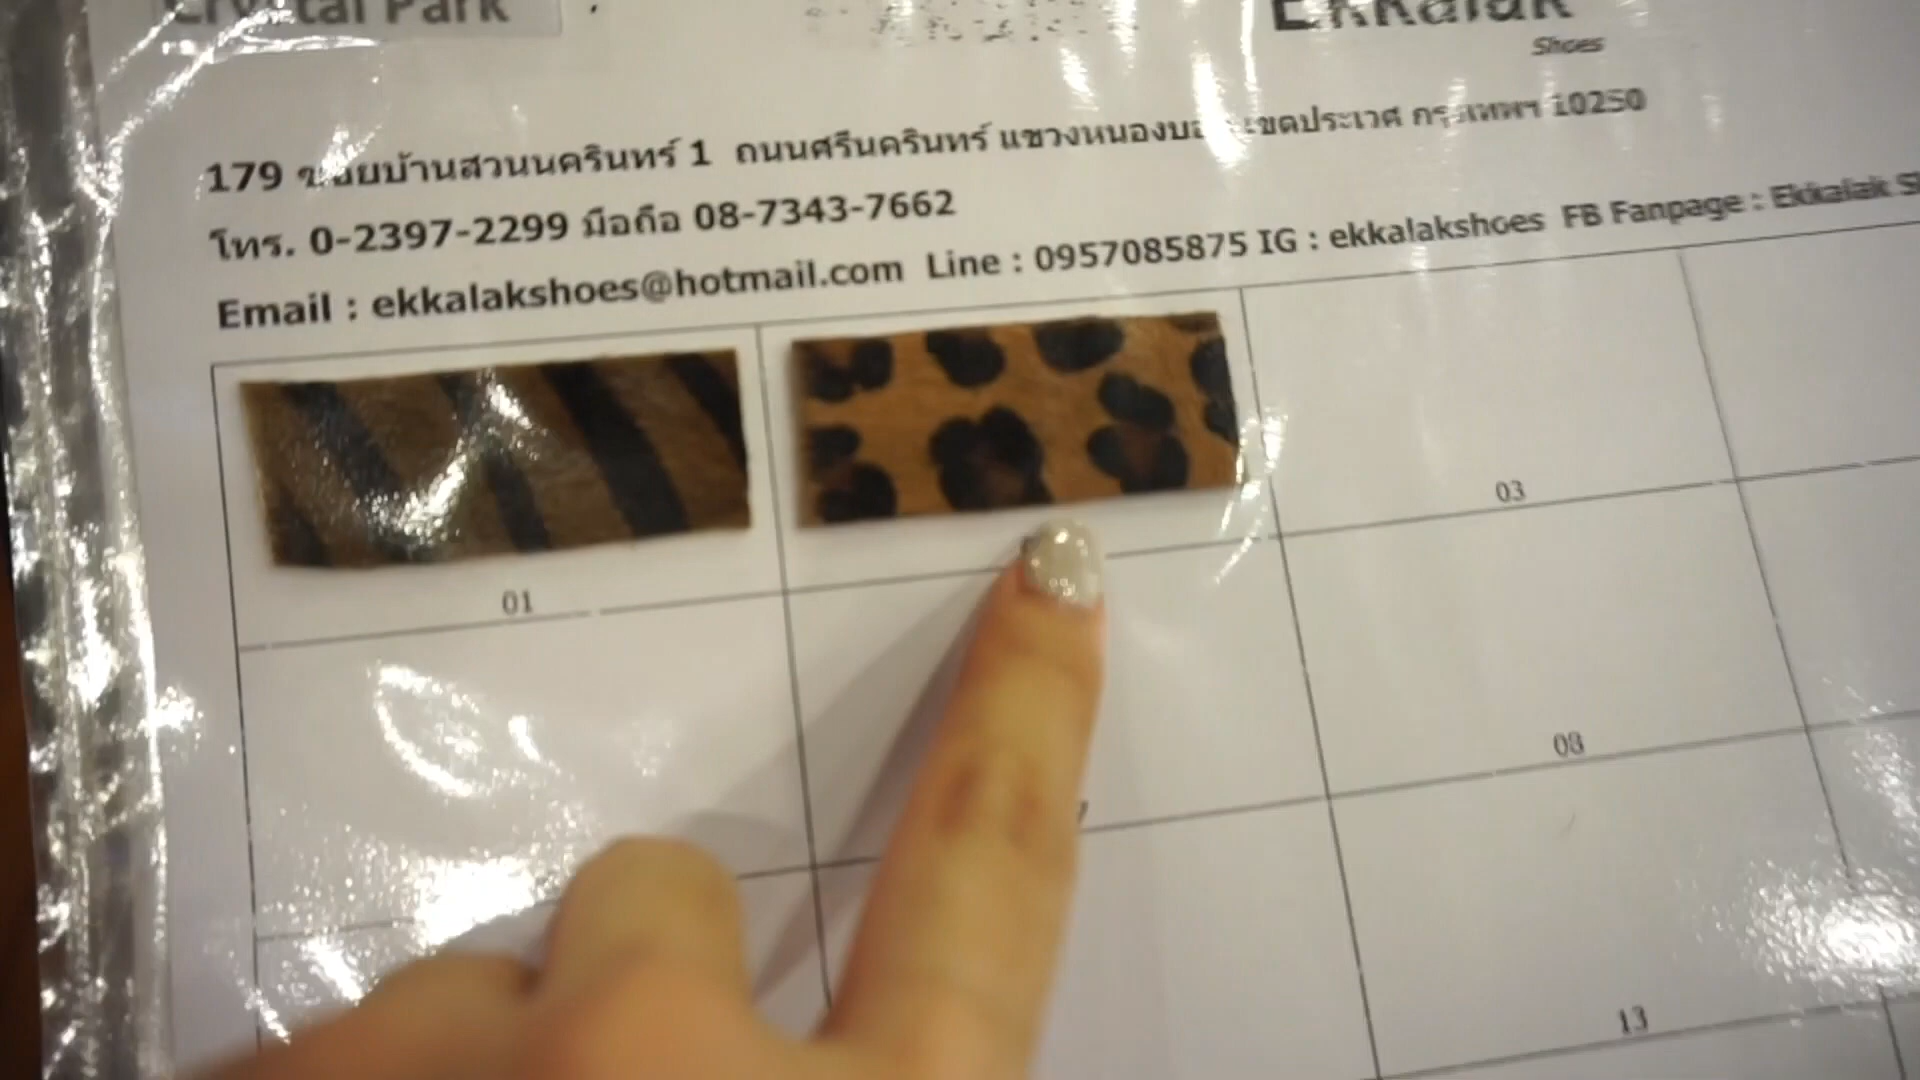 Crystal Park
Ekkalak
Shoes
179 ซอยบ้านสวนนครินทร์ 1 ถนนศรีนครินทร์ แขวงหนองบอน เขตประเวศ กรุงเทพฯ 10250
โทร. 0-2397-2299 มือถือ 08-7343-7662
Email : ekkalakshoes@hotmail.com Line : 0957085875 IG : ekkalakshoes FB Fanpage : Ekkalak
01
03
08
13